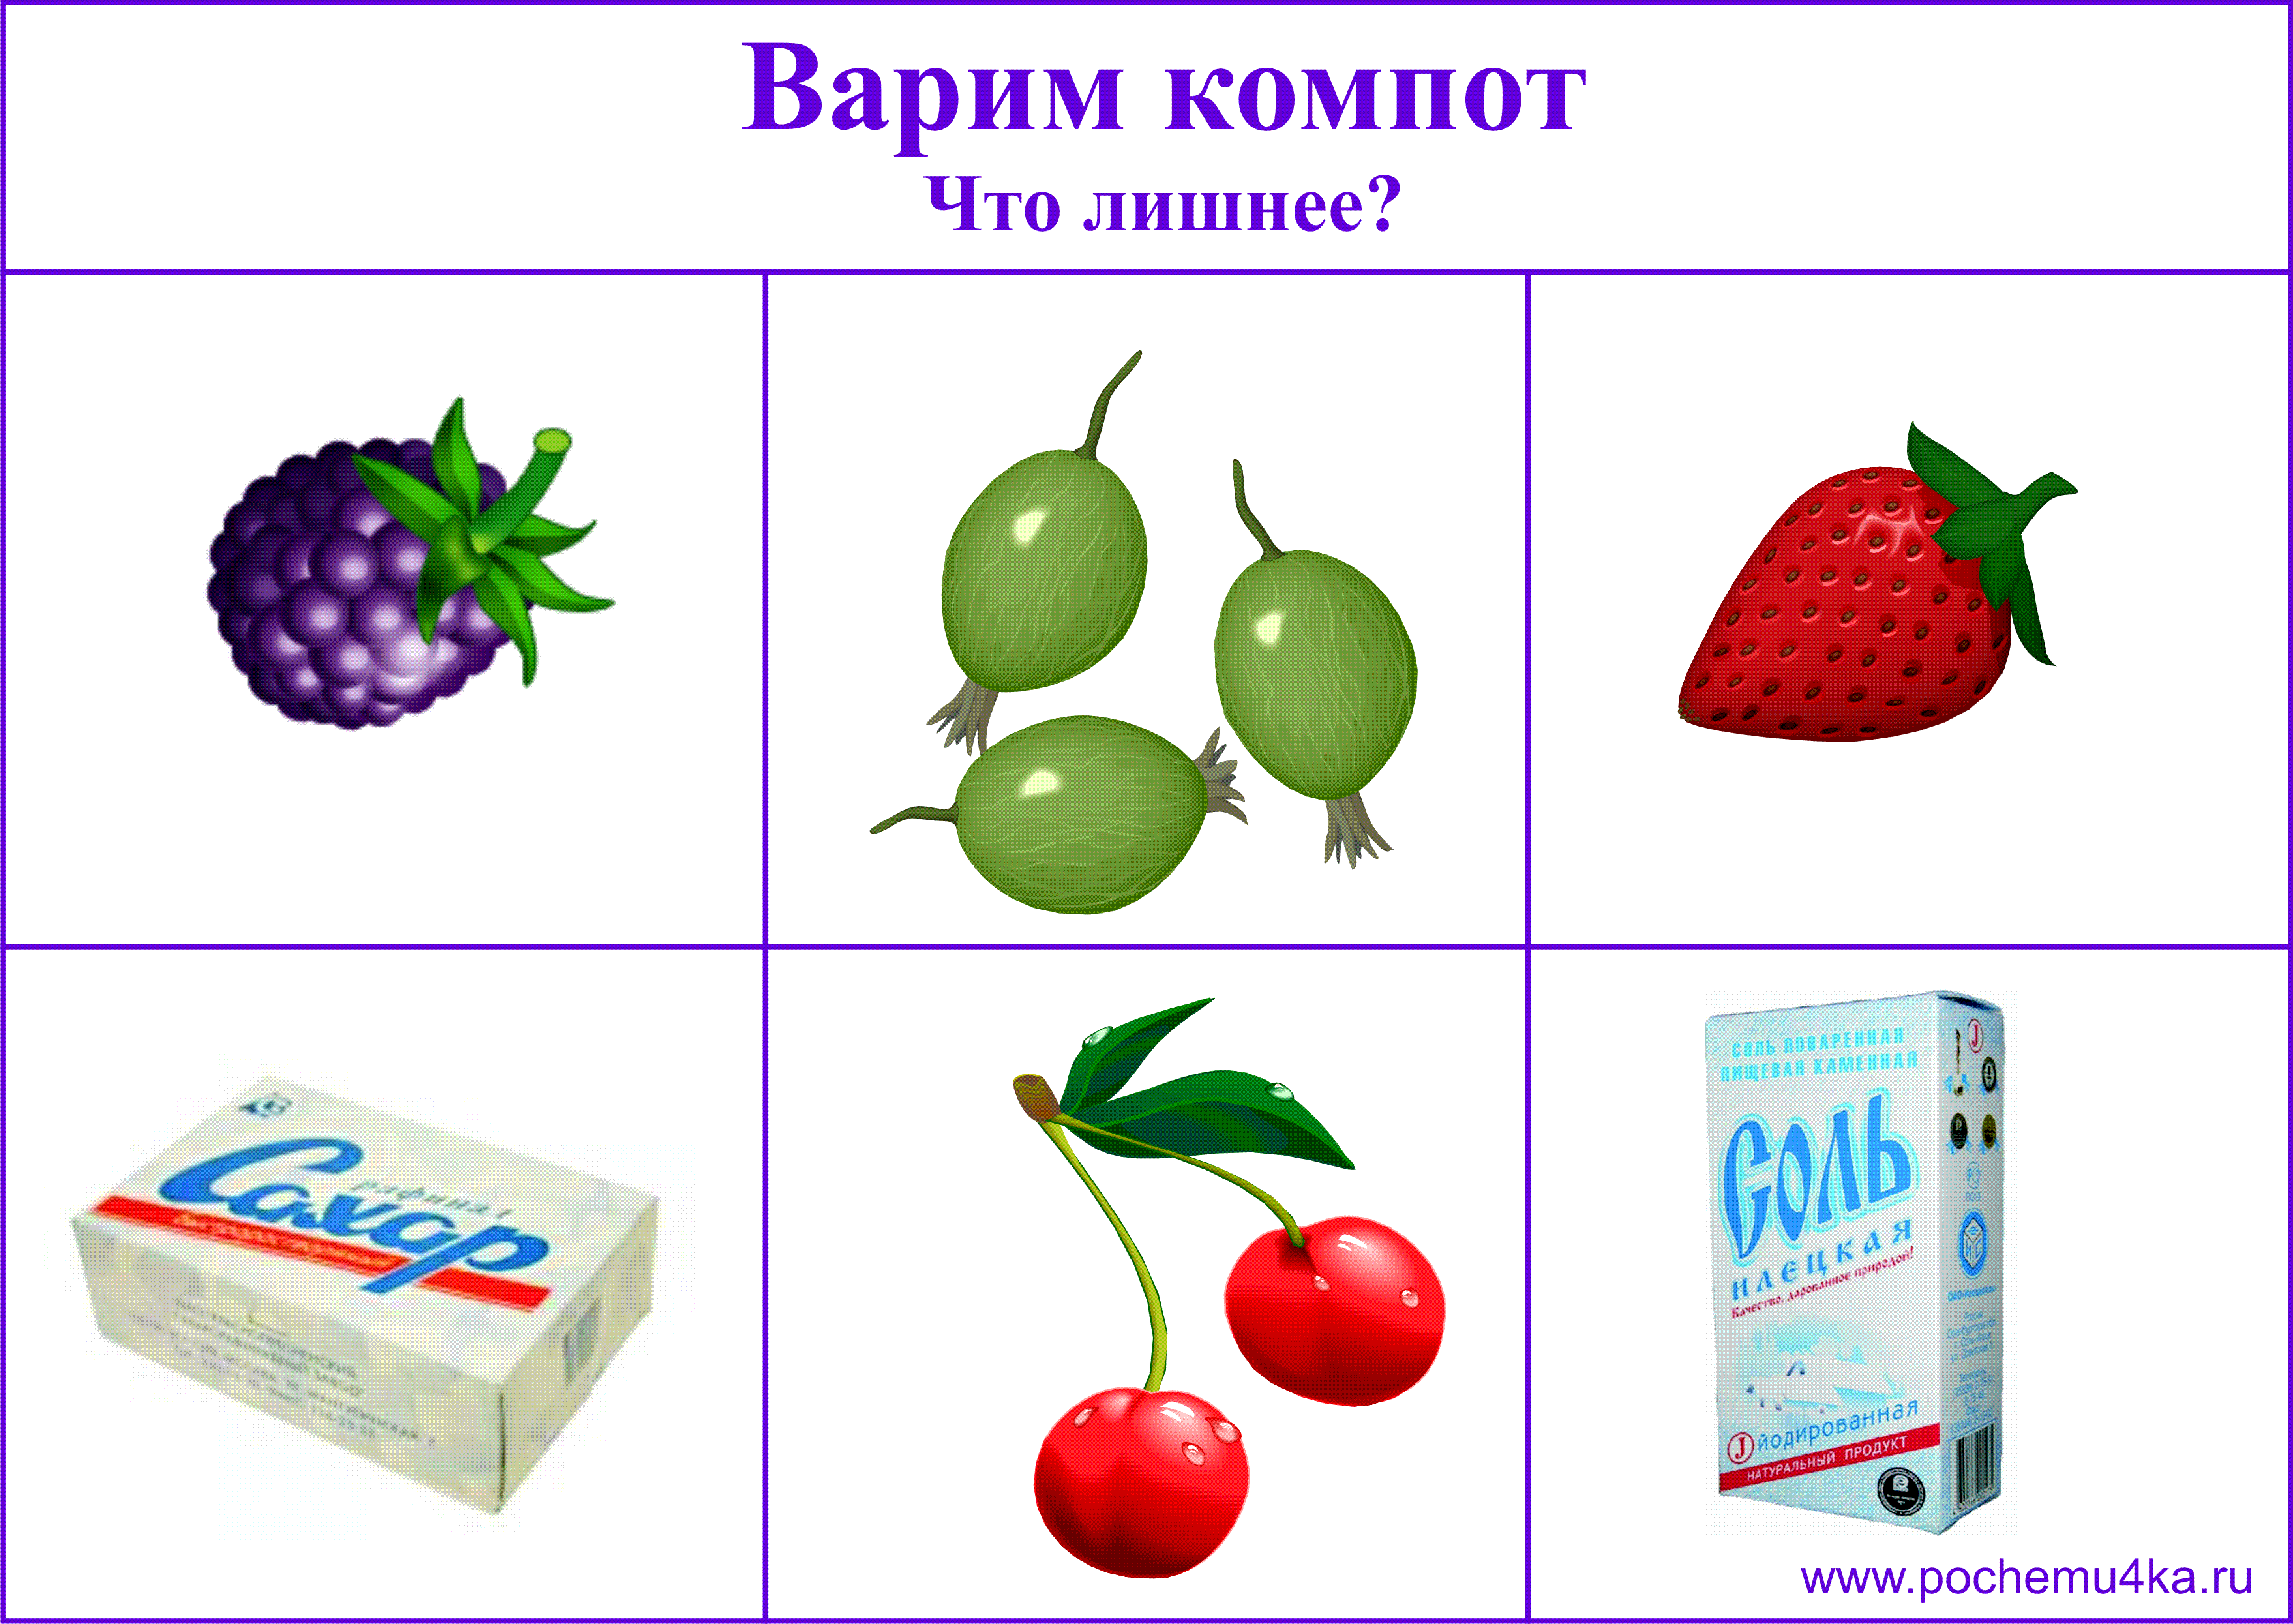 Варим компот
Что лишнее?
рафинад
Сахар
быстрорастворимый
СОЛЬ ПОВАРЕННАЯ
ПИЩЕВАЯ КАМЕННАЯ
СОЛЬ
ИЛЕЦКАЯ
Качество, дарованное природой!
Йодированная
НАТУРАЛЬНЫЙ ПРОДУКТ
www.pochemu4ka.ru